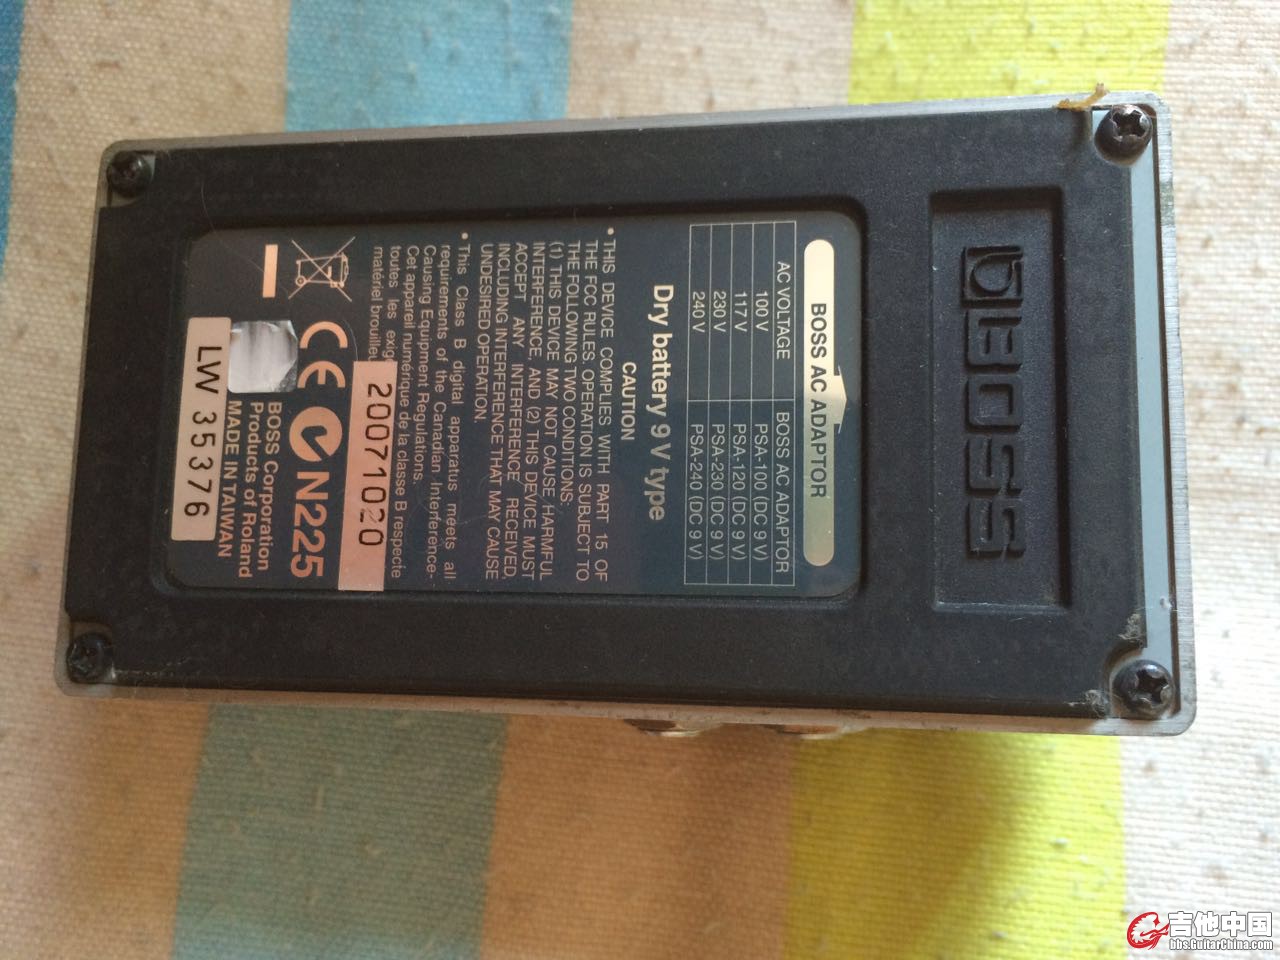 BOSS
BOSS AC ADAPTOR
AC VOLTAGE BOSS AC ADAPTOR
100 V PSA-100 (DC 9 V)
117 V PSA-120 (DC 9 V)
230 V PSA-230 (DC 9 V)
240 V PSA-240 (DC 9 V)
Dry battery 9 V type
CAUTION
• THIS DEVICE COMPLIES WITH PART 15 OF
THE FCC RULES. OPERATION IS SUBJECT TO
THE FOLLOWING TWO CONDITIONS:
(1) THIS DEVICE MAY NOT CAUSE HARMFUL
INTERFERENCE, AND (2) THIS DEVICE MUST
ACCEPT ANY INTERFERENCE RECEIVED,
INCLUDING INTERFERENCE THAT MAY CAUSE
UNDESIRED OPERATION.
• This Class B digital apparatus meets all
requirements of the Canadian Interference-
Causing Equipment Regulations.
Cet appareil numérique de la classe B respecte
toutes les exig
matériel brouilleu
20071020
CE N225
BOSS Corporation
Products of Roland
MADE IN TAIWAN
LW 35376
吉他中国
bbs.GuitarChina.com